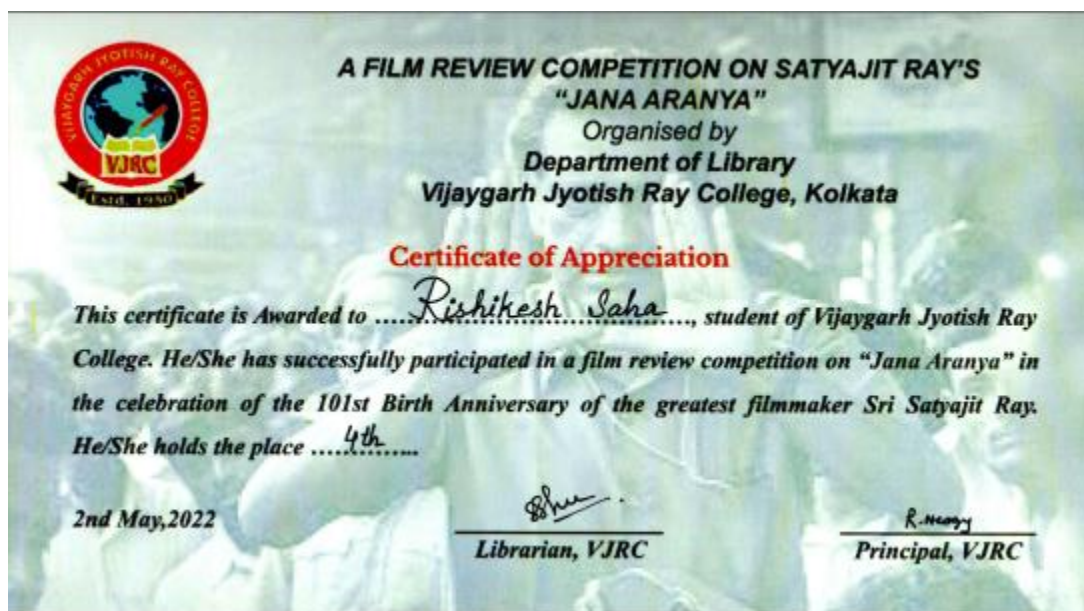 VIJAYGARH JYOTISH RAY COLLEGE
VJRC
Estd. 1950
A FILM REVIEW COMPETITION ON SATYAJIT RAY'S
"JANA ARANYA"
Organised by
Department of Library
Vijaygarh Jyotish Ray College, Kolkata
Certificate of Appreciation
This certificate is Awarded to ..... Rishikesh Saha ....., student of Vijaygarh Jyotish Ray
College. He/She has successfully participated in a film review competition on "Jana Aranya" in
the celebration of the 101st Birth Anniversary of the greatest filmmaker Sri Satyajit Ray.
He/She holds the place ..... 4th .....
2nd May,2022
R. Neogy
Librarian, VJRC
Principal, VJRC